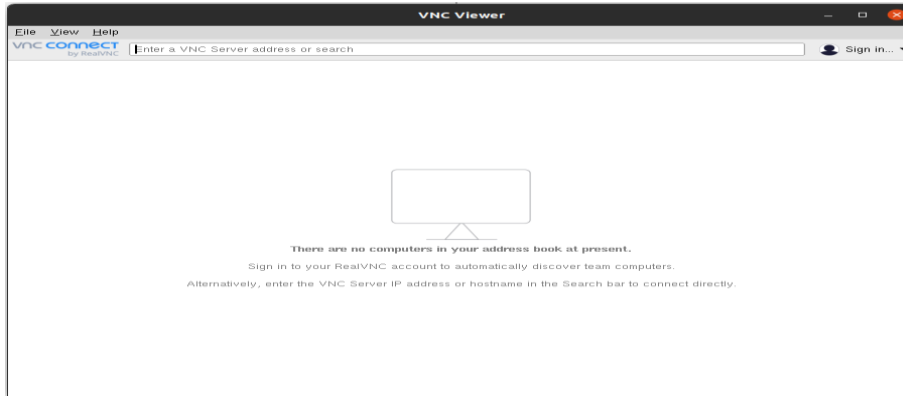 VNC Viewer
File View Help
vnc connect
by RealVNC
Enter a VNC Server address or search
Sign in...
There are no computers in your address book at present.
Sign in to your RealVNC account to automatically discover team computers.
Alternatively, enter the VNC Server IP address or hostname in the Search bar to connect directly.